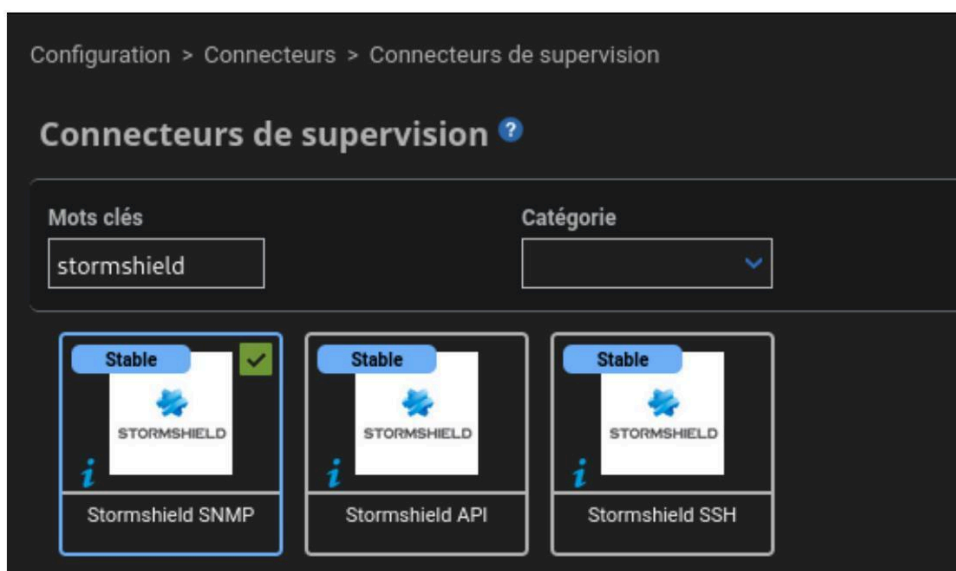 Configuration > Connecteurs > Connecteurs de supervision
Connecteurs de supervision ?
Mots clés
Catégorie
stormshield
Stable
Stable
Stable
STORMSHIELD
STORMSHIELD
STORMSHIELD
i
i
i
Stormshield SNMP
Stormshield API
Stormshield SSH